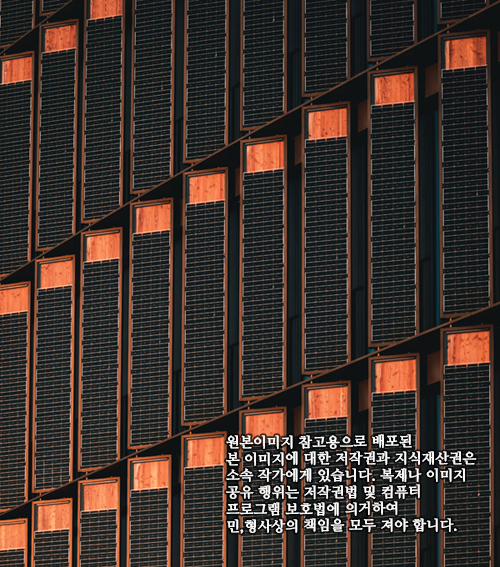 원본이미지 참고용으로 배포된
본 이미지에 대한 저작권과 지식재산권은
소속 작가에게 있습니다. 복제나 이미지
공유 행위는 저작권법 및 컴퓨터
프로그램 보호법에 의거하여
민,형사상의 책임을 모두 져야 합니다.